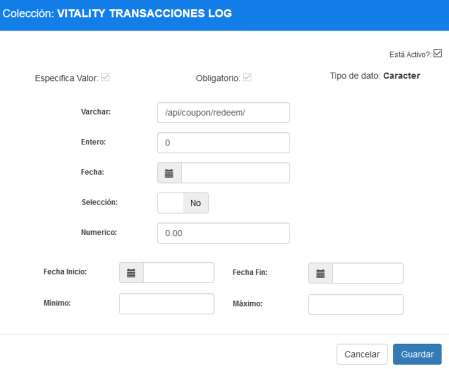 Colección: VITALITY TRANSACCIONES LOG
Está Activo?:
Especifica Valor:
Obligatorio:
Tipo de dato: Caracter
Varchar: /api/coupon/redeem/
Entero: 0
Fecha:
Selección: No
Numerico: 0.00
Fecha Inicio: Fecha Fin:
Mínimo: Máximo:
Cancelar Guardar